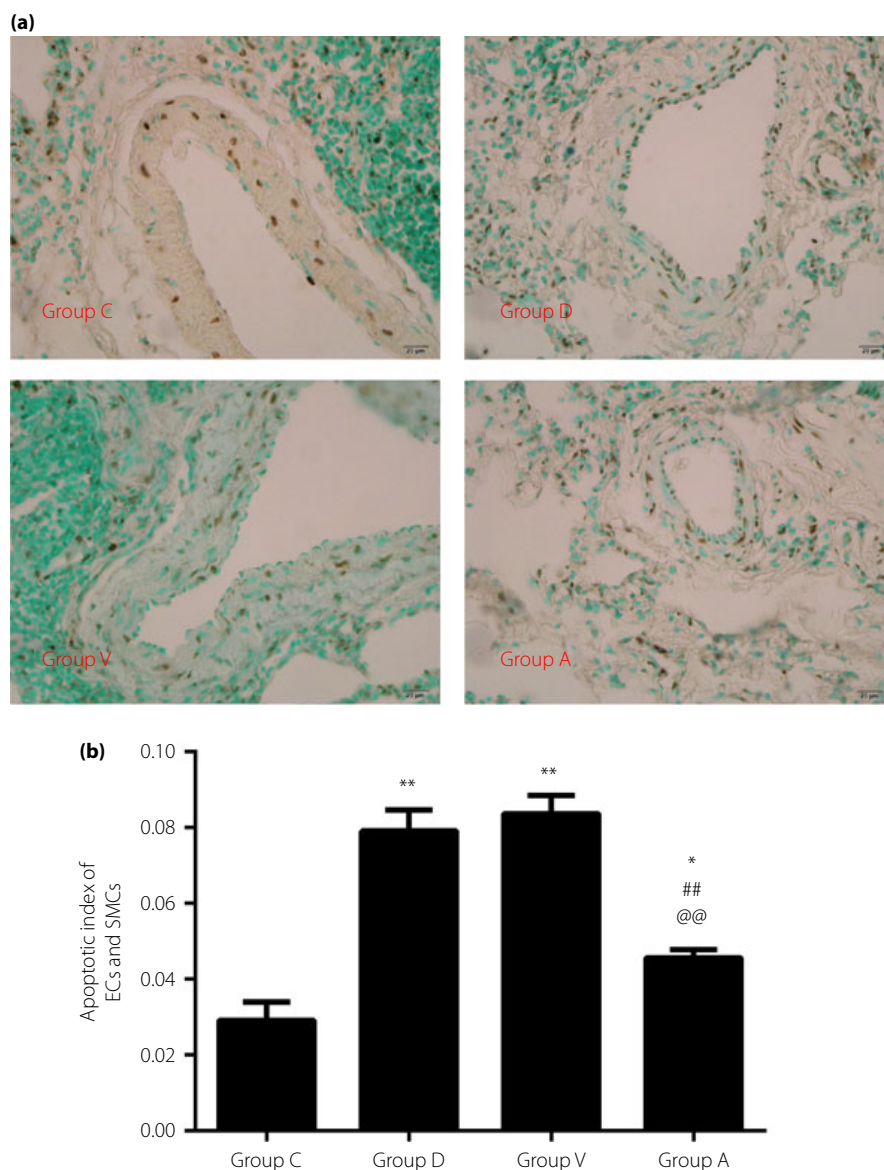 (a)
Group C
Group D
Group V
Group A
(b)
0.10
0.08
0.06
0.04
0.02
0.00
Apoptotic index of
ECs and SMCs
**
**
*
##
@@
Group C
Group D
Group V
Group A